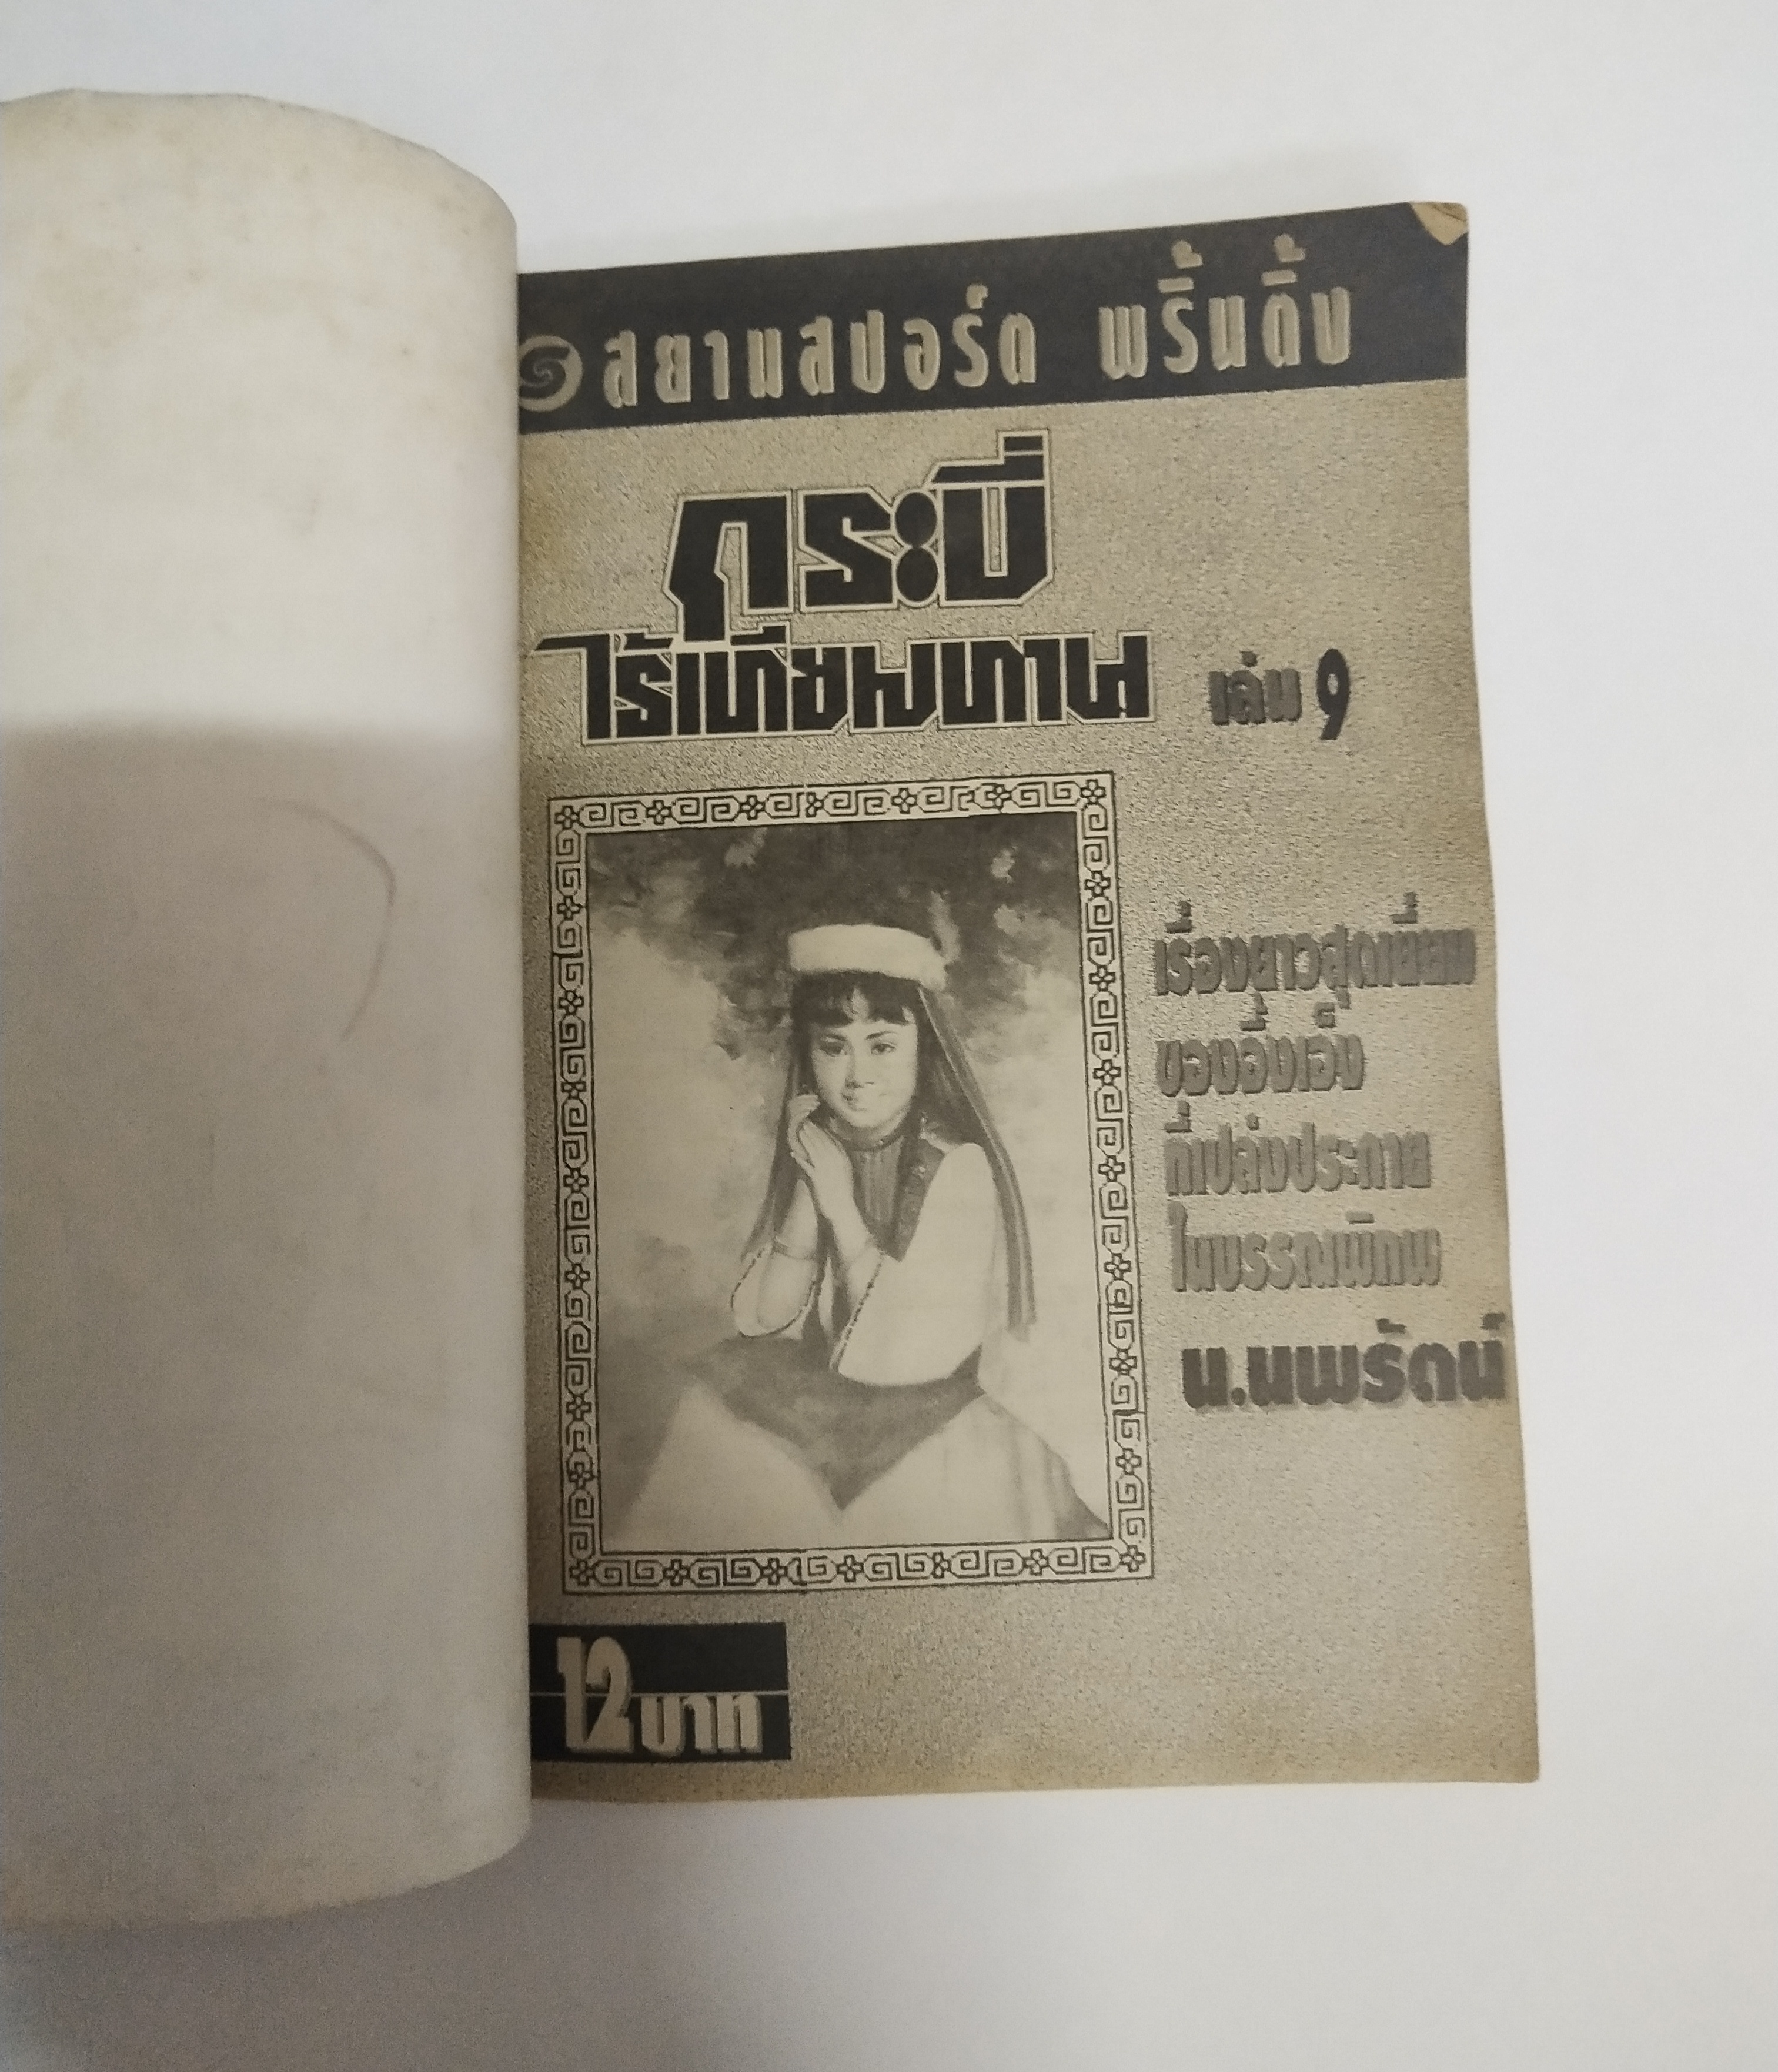 สยามสปอร์ต พริ้นติ้ง
กระบี่
ไร้เทียมทาน
เล่ม 9
เรื่องยาวสุดเยี่ยม
ของอึ้งเอ็ง
ที่เปล่งประกาย
ในบรรณพิภพ
น.นพรัตน์
12 บาท